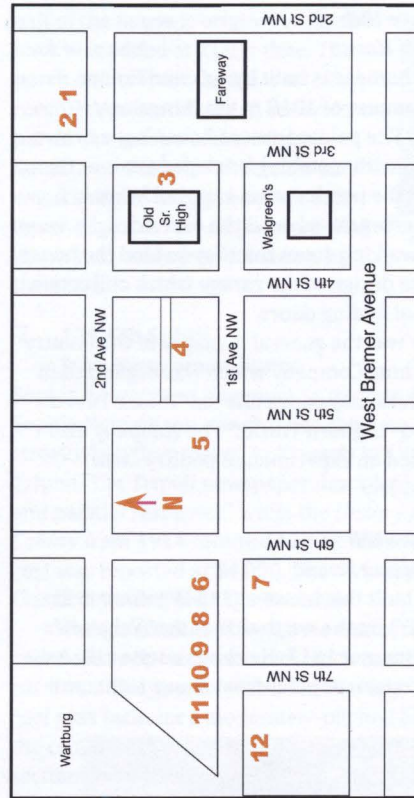 Wartburg
2 1
2nd Ave NW
Old
Sr.
High
3
4
11 10 9 8 6
5
Fareway
N
1st Ave NW
12
7
Walgreen's
7th St NW
6th St NW
5th St NW
4th St NW
3rd St NW
2nd St NW
West Bremer Avenue